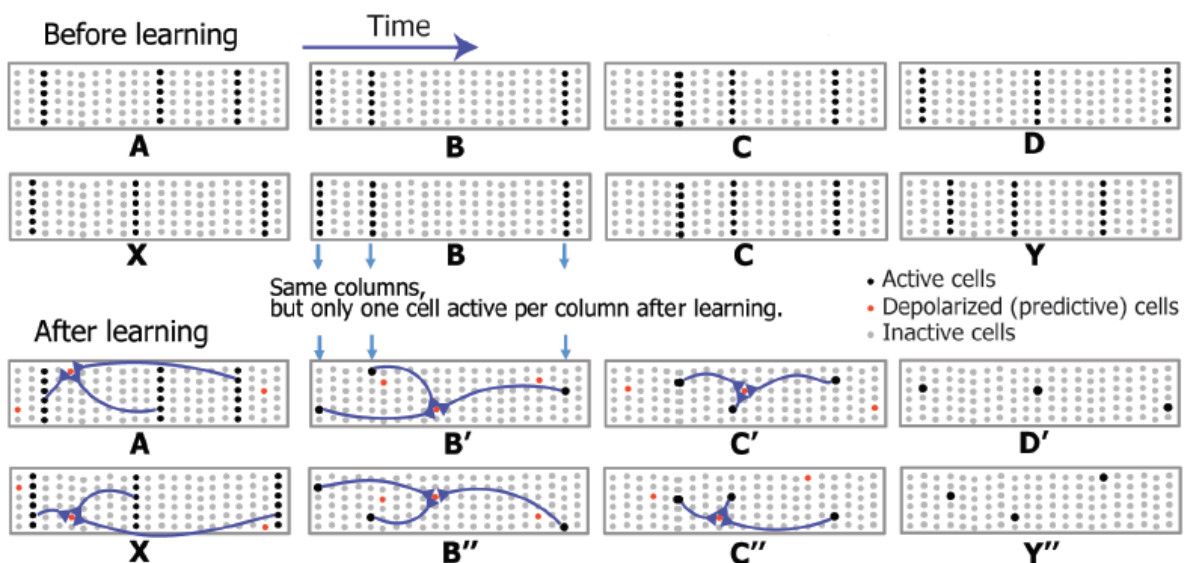 Before learning
Time
A
B
C
D
X
B
C
Y
Same columns,
but only one cell active per column after learning.
Active cells
Depolarized (predictive) cells
Inactive cells
After learning
A
B′
C′
D′
X
B″
C″
Y″